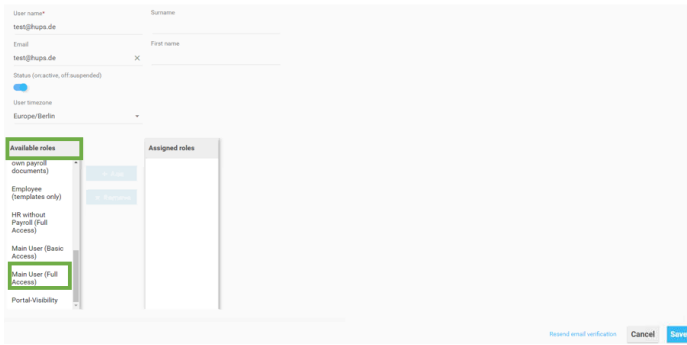 User name*
Surname
test@hups.de
Email
First name
test@hups.de
Status (on:active, off:suspended)
User timezone
Europe/Berlin
Available roles
Assigned roles
own payroll
documents)
Employee
(templates only)
HR without
Payroll (Full
Access)
Main User (Basic
Access)
Main User (Full
Access)
Portal-Visibility
Resend email verification
Cancel
Save